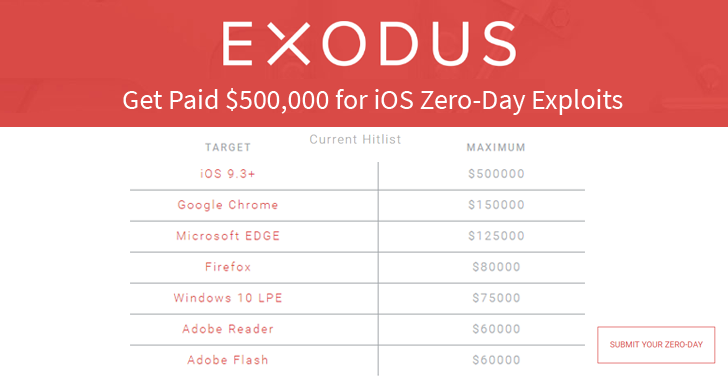 EXODUS
Get Paid $500,000 for iOS Zero-Day Exploits
Current Hitlist
TARGET MAXIMUM
iOS 9.3+ $500000
Google Chrome $150000
Microsoft EDGE $125000
Firefox $80000
Windows 10 LPE $75000
Adobe Reader $60000
SUBMIT YOUR ZERO-DAY
Adobe Flash $60000